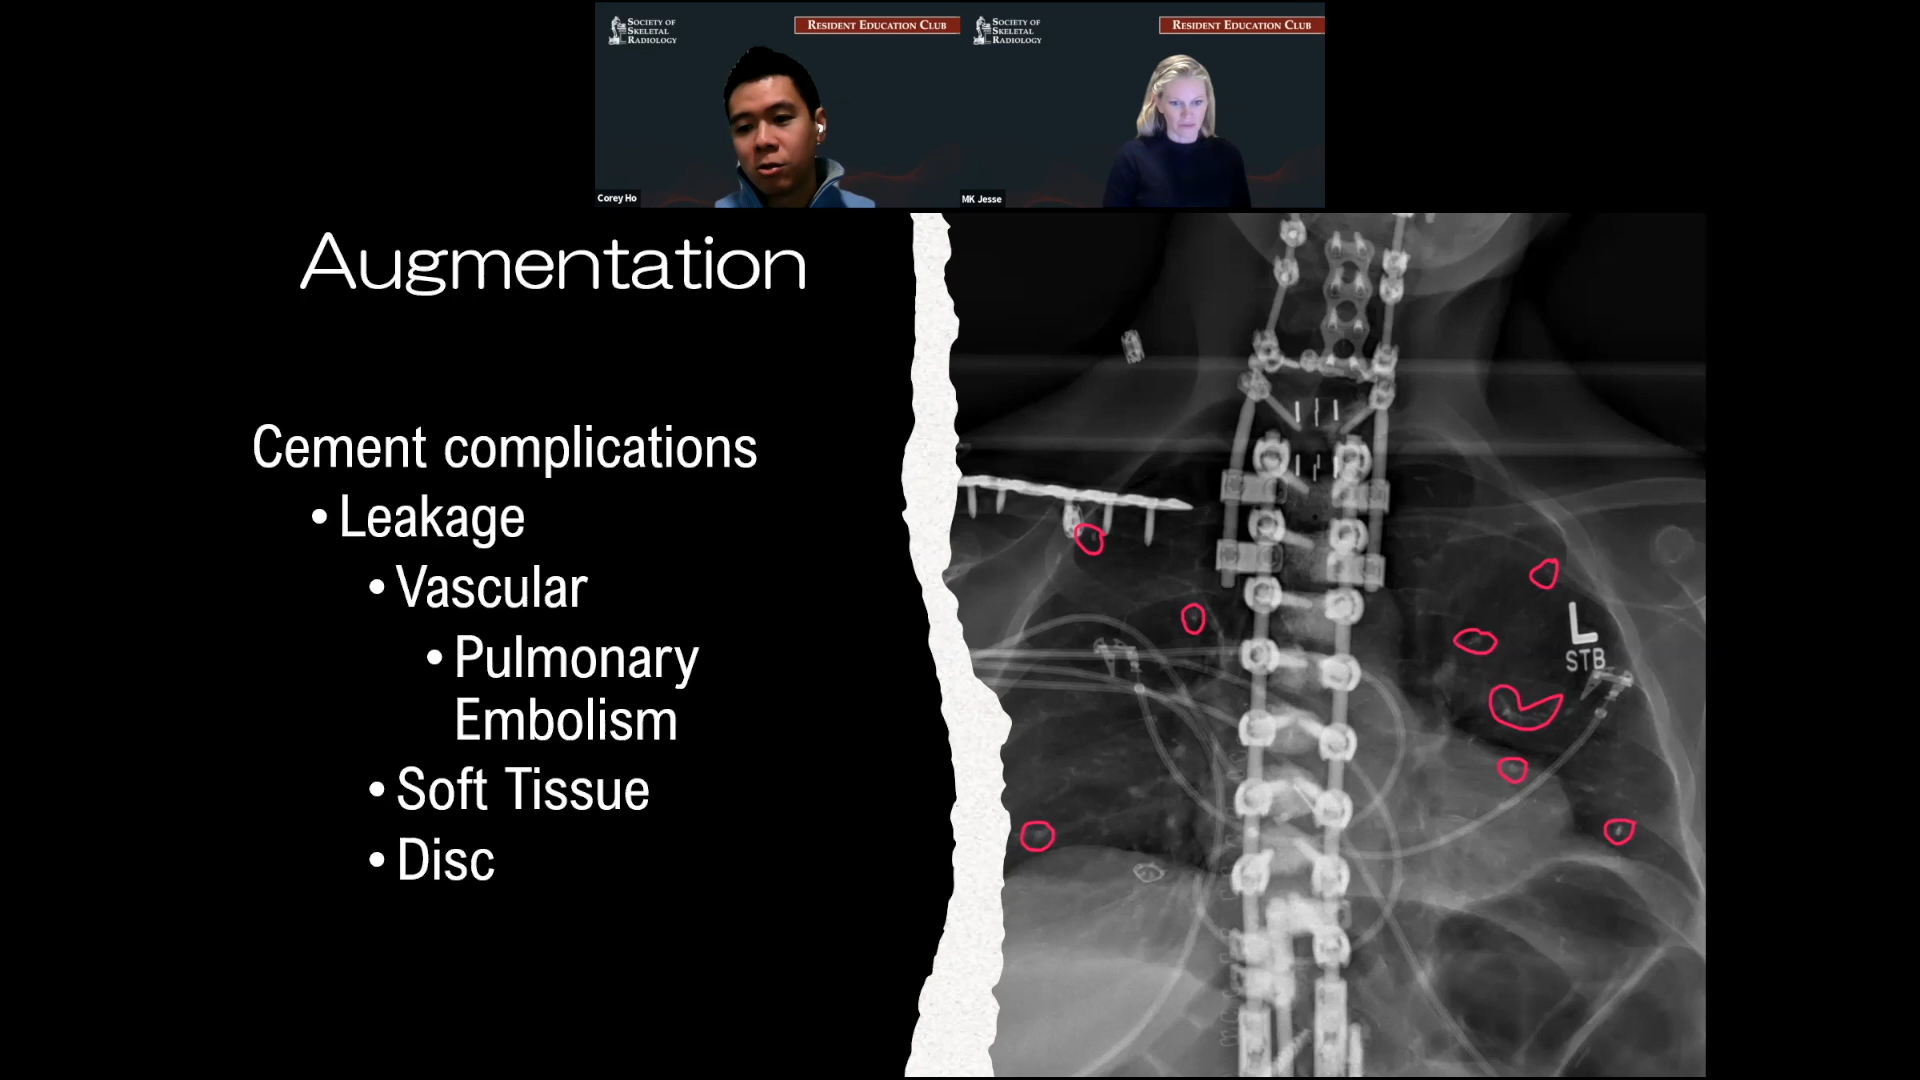 SOCIETY OF
SKELETAL
RADIOLOGY
RESIDENT EDUCATION CLUB
SOCIETY OF
SKELETAL
RADIOLOGY
RESIDENT EDUCATION CLUB
Corey Ho
MK Jesse
Augmentation
Cement complications
• Leakage
• Vascular
• Pulmonary
Embolism
• Soft Tissue
• Disc
L
STB